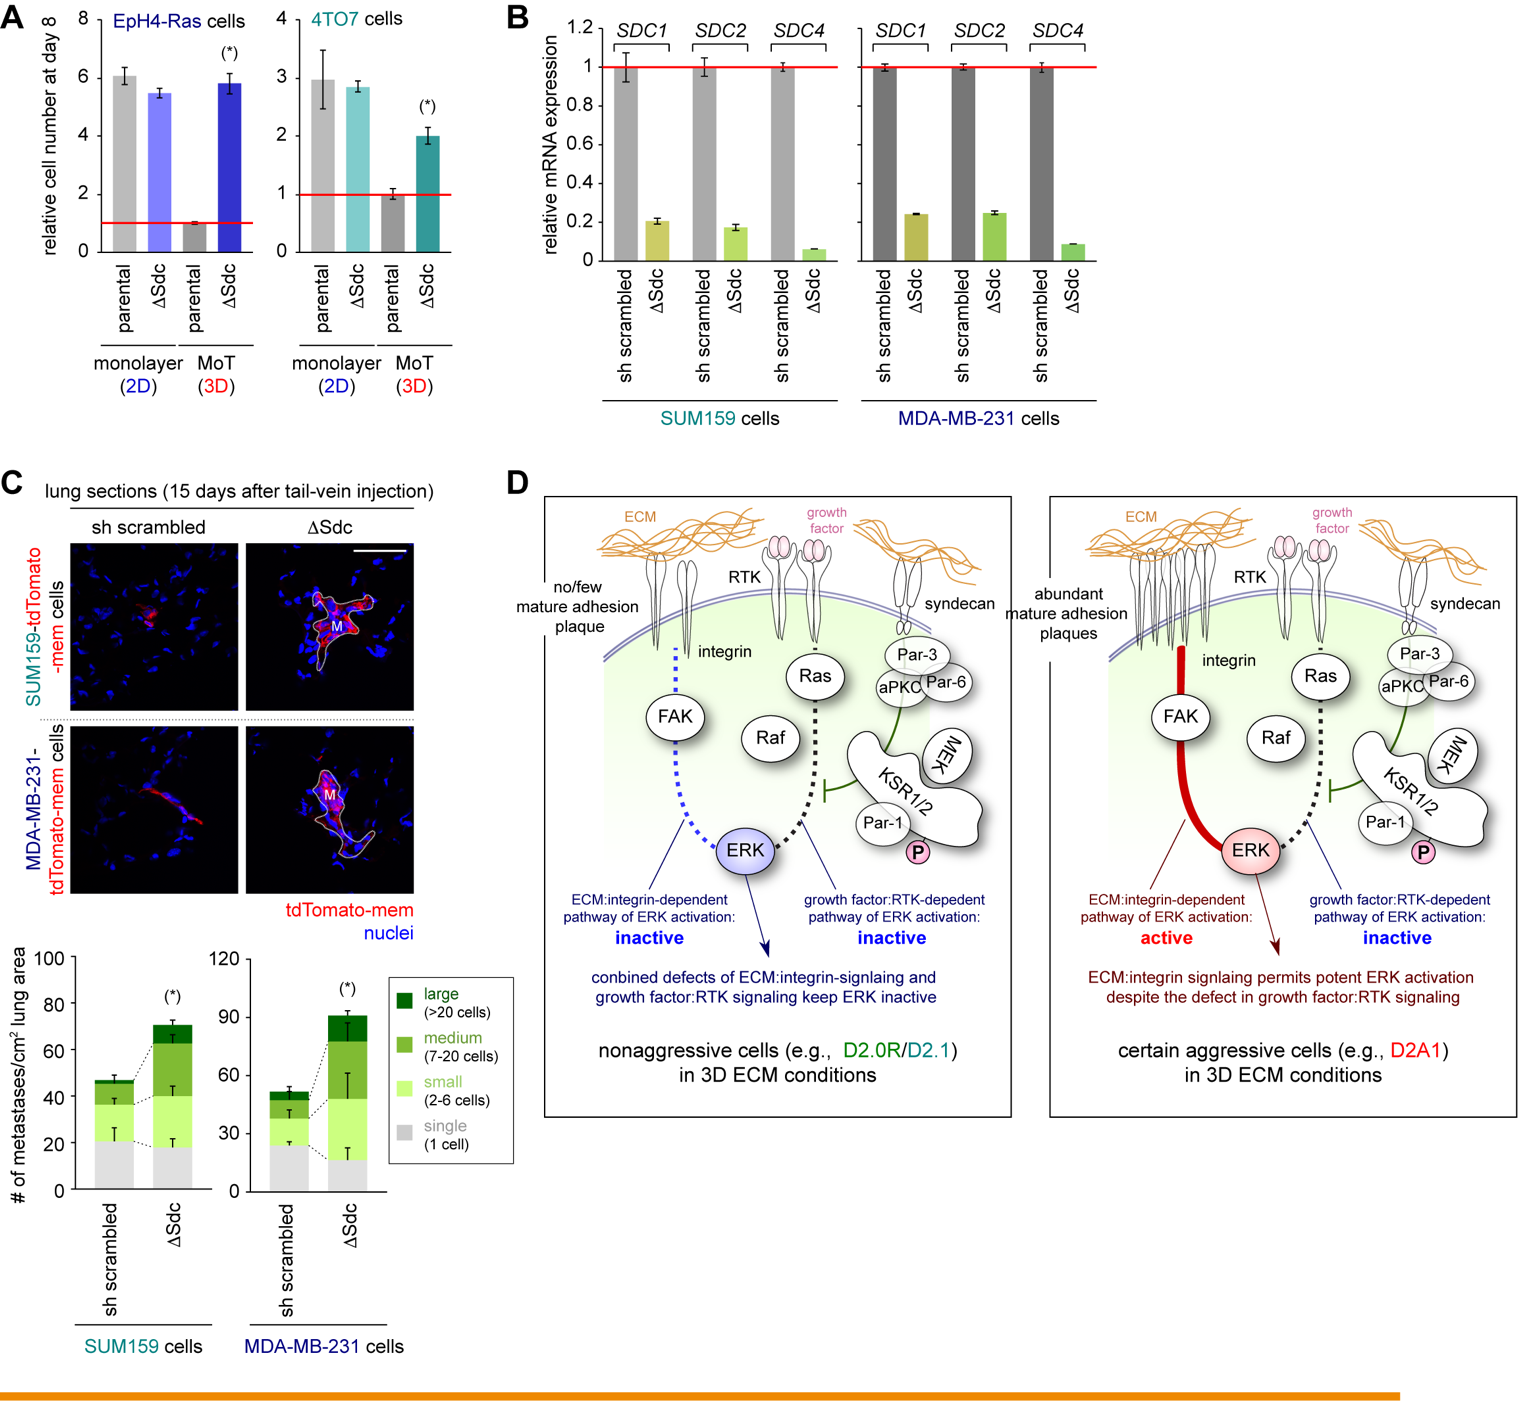 A
EpH4-Ras cells
4TO7 cells
relative cell number at day 8
8
6
4
2
0
(*)
4
3
2
1
0
(*)
parental
ΔSdc
parental
ΔSdc
parental
ΔSdc
parental
ΔSdc
monolayer
(2D)
MoT
(3D)
monolayer
(2D)
MoT
(3D)
B
relative mRNA expression
1.2
1
0.8
0.6
0.4
0.2
0
SDC1
SDC2
SDC4
SDC1
SDC2
SDC4
sh scrambled
ΔSdc
sh scrambled
ΔSdc
sh scrambled
ΔSdc
sh scrambled
ΔSdc
sh scrambled
ΔSdc
sh scrambled
ΔSdc
SUM159 cells
MDA-MB-231 cells
C
lung sections (15 days after tail-vein injection)
sh scrambled
ΔSdc
SUM159-tdTomato
-mem cells
M
MDA-MB-231-
tdTomato-mem cells
M
tdTomato-mem
nuclei
# of metastases/cm2 lung area
100
80
60
40
20
0
(*)
120
90
60
30
0
(*)
large
(>20 cells)
medium
(7-20 cells)
small
(2-6 cells)
single
(1 cell)
sh scrambled
ΔSdc
sh scrambled
ΔSdc
SUM159 cells
MDA-MB-231 cells
D
ECM
growth
factor
RTK
no/few
mature adhesion
plaque
syndecan
integrin
Par-3
aPKC
Par-6
Ras
FAK
Raf
MEK
KSR1/2
Par-1
P
ERK
ECM:integrin-dependent
pathway of ERK activation:
inactive
growth factor:RTK-depedent
pathway of ERK activation:
inactive
combined defects of ECM:integrin-signlaing and
growth factor:RTK signaling keep ERK inactive
nonaggressive cells (e.g., D2.0R/D2.1)
in 3D ECM conditions
ECM
growth
factor
RTK
abundant
mature adhesion
plaques
syndecan
integrin
Par-3
aPKC
Par-6
Ras
FAK
Raf
MEK
KSR1/2
Par-1
P
ERK
ECM:integrin-dependent
pathway of ERK activation:
active
growth factor:RTK-depedent
pathway of ERK activation:
inactive
ECM:integrin signlaing permits potent ERK activation
despite the defect in growth factor:RTK signaling
certain aggressive cells (e.g., D2A1)
in 3D ECM conditions